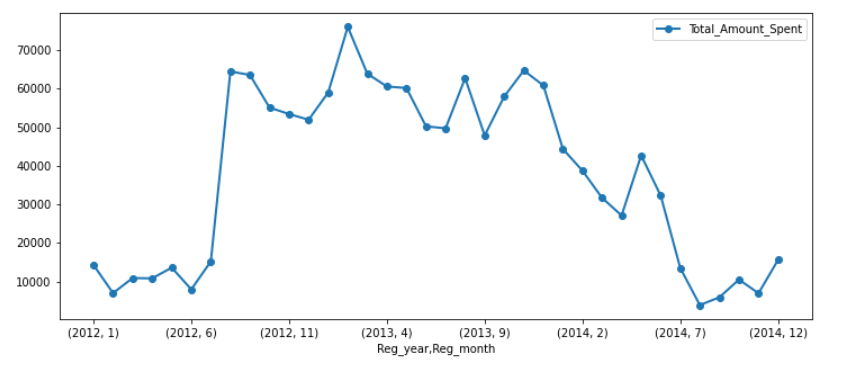 Total_Amount_Spent
70000
60000
50000
40000
30000
20000
10000
(2012, 1) (2012, 6) (2012, 11) (2013, 4) (2013, 9) (2014, 2) (2014, 7) (2014, 12)
Reg_year,Reg_month